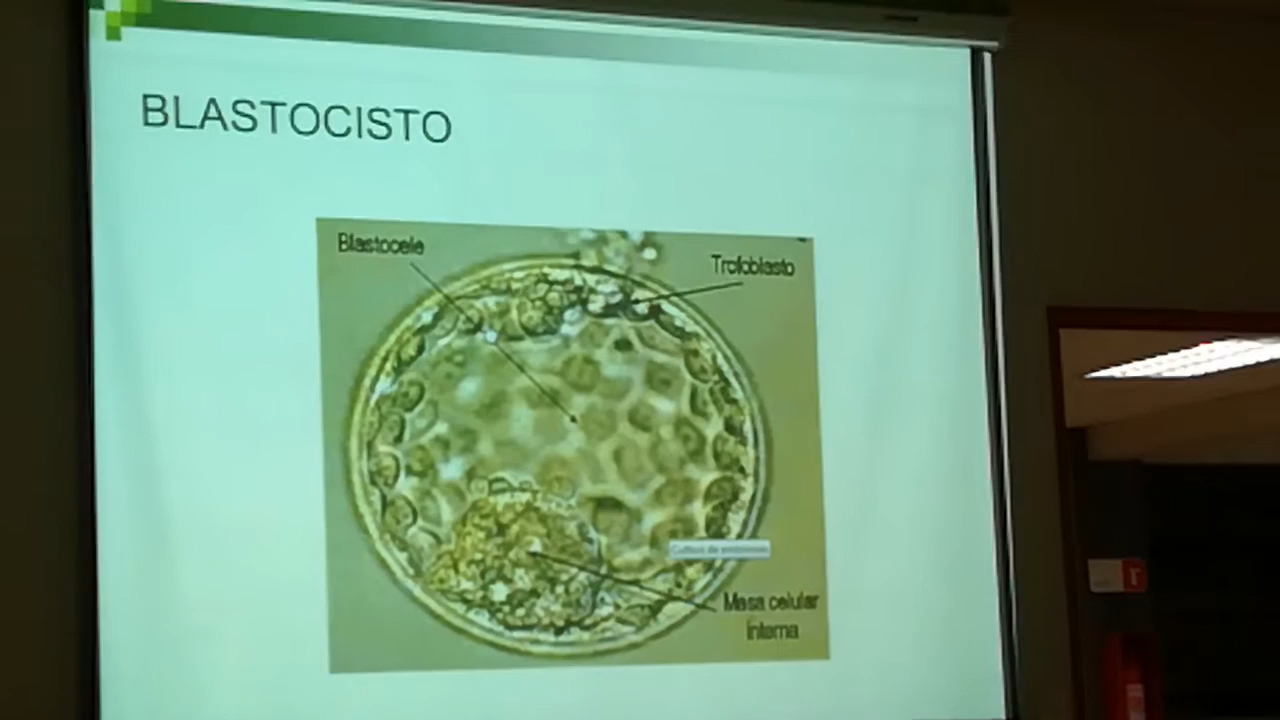 BLASTOCISTO
Blastocele
Trofoblasto
Cultivo de embriones
Masa celular
interna